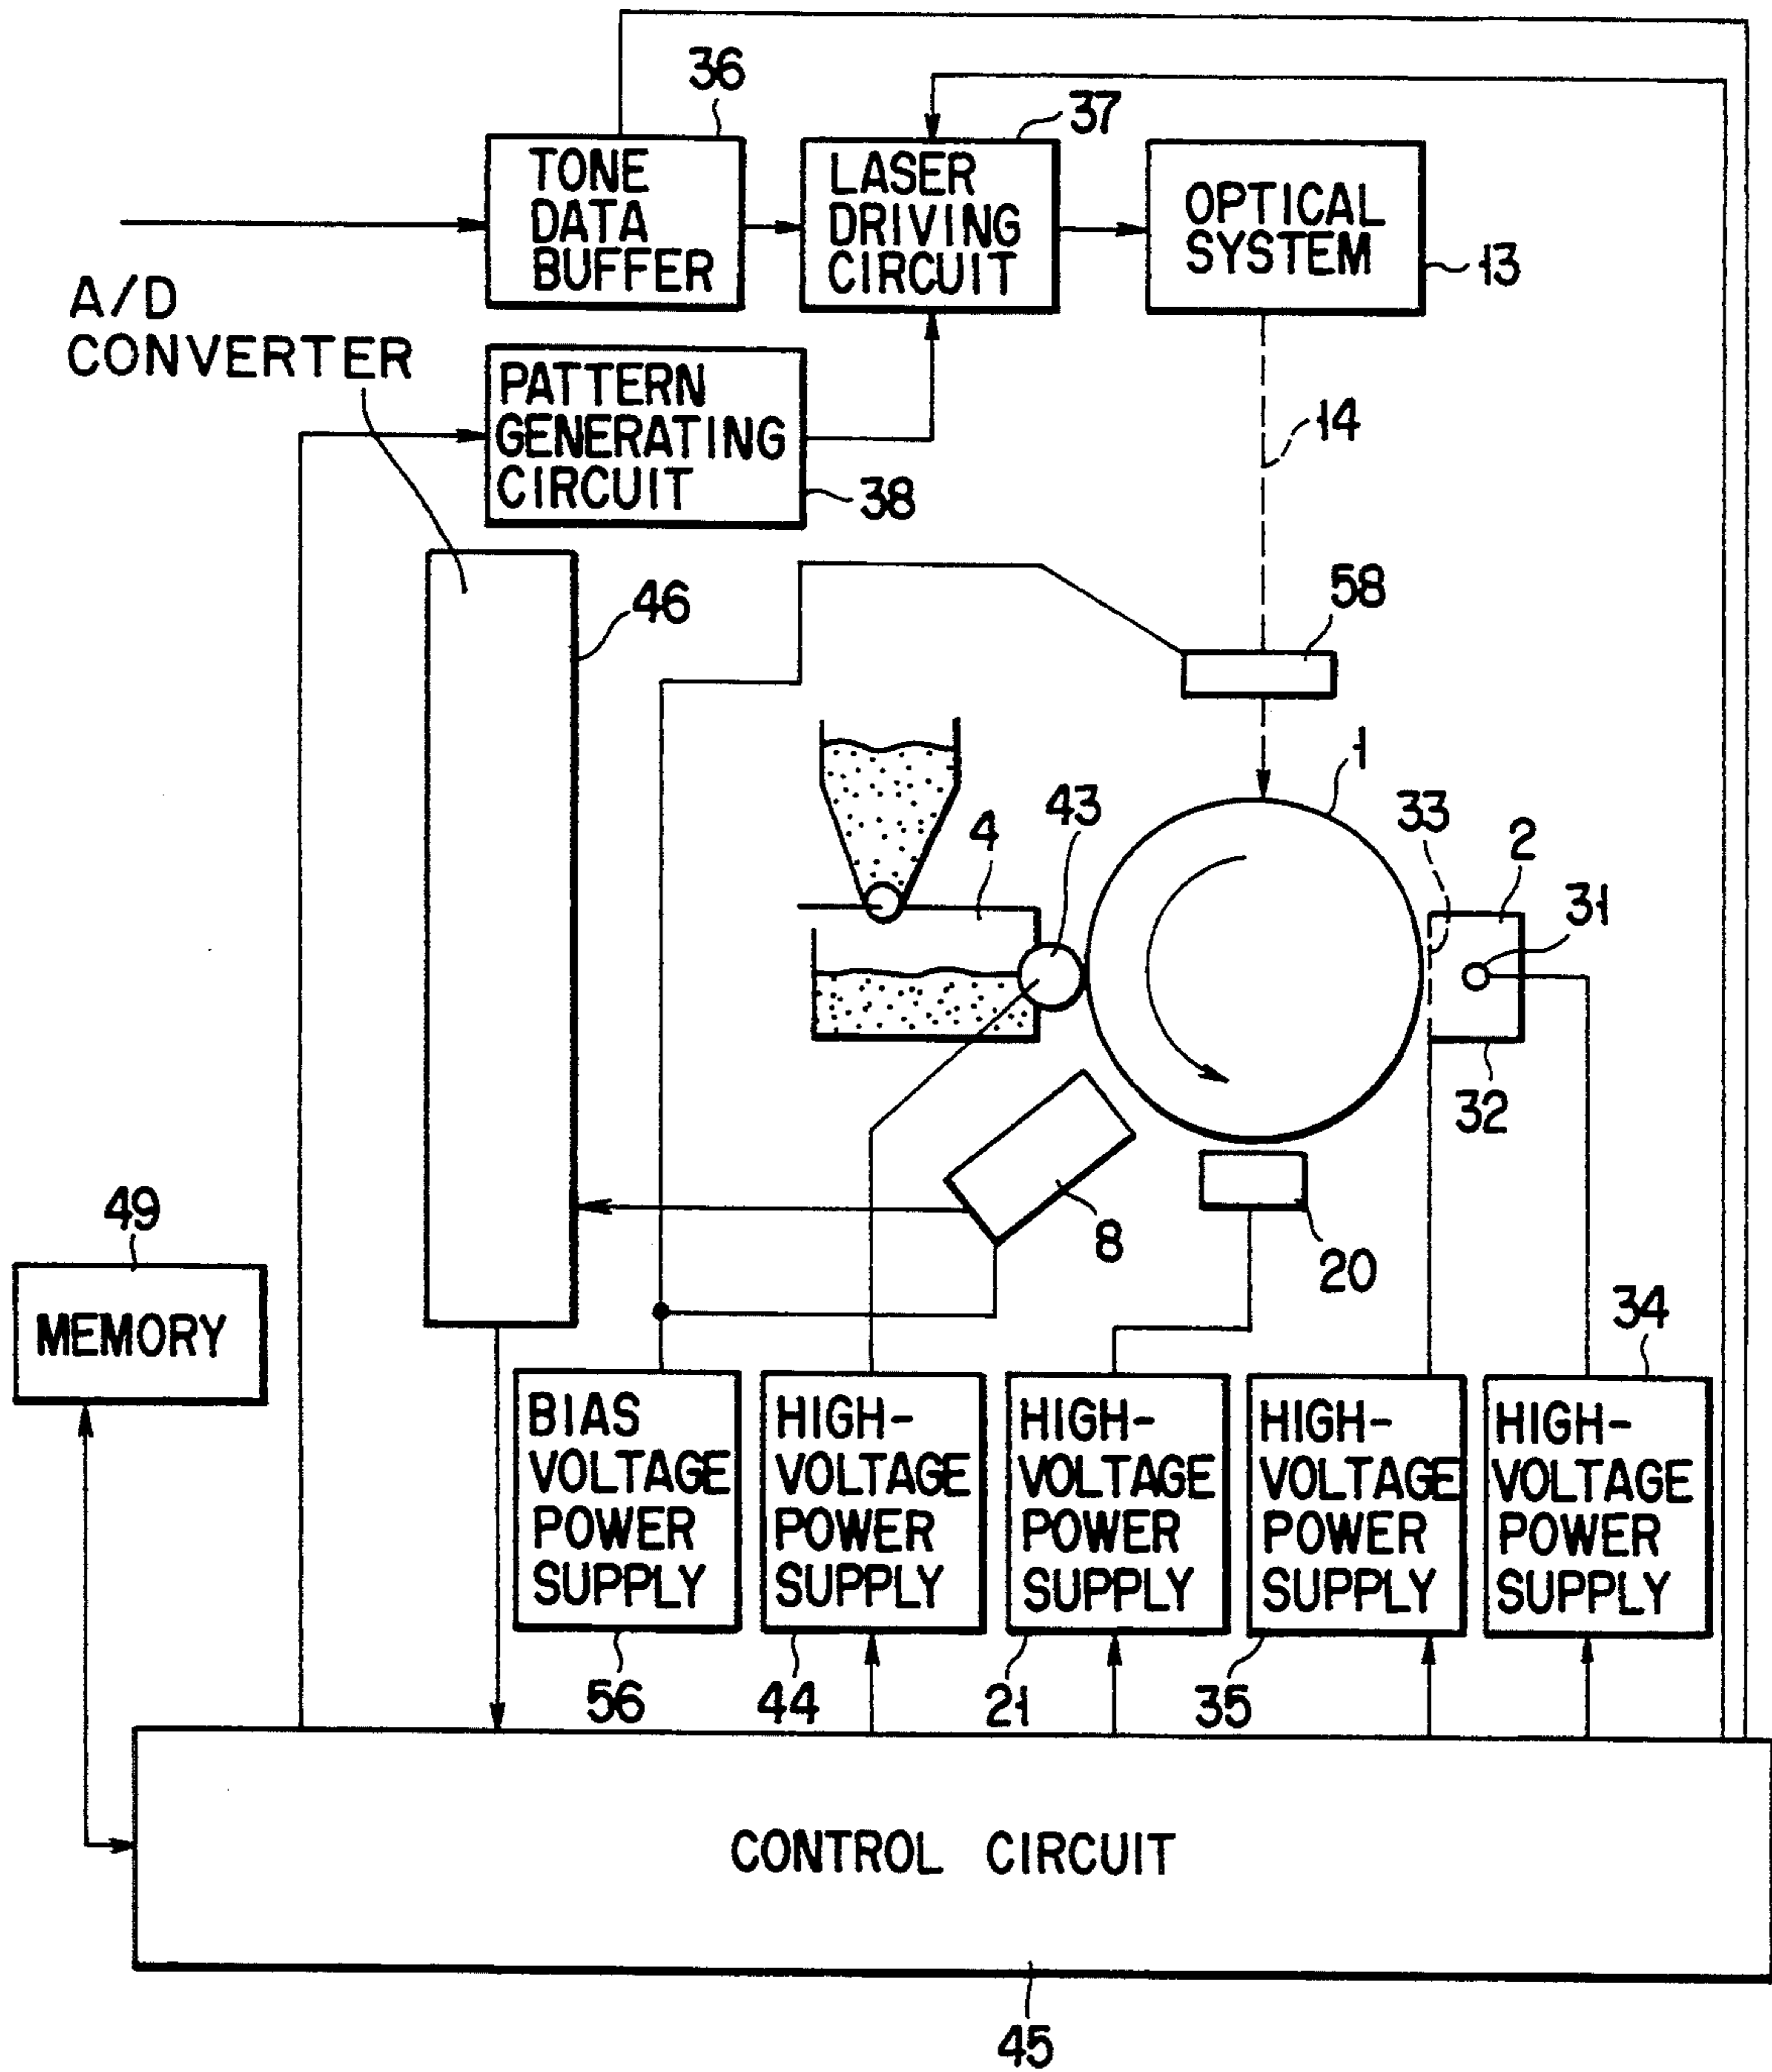 36
37
TONE
DATA
BUFFER
LASER
DRIVING
CIRCUIT
OPTICAL
SYSTEM
13
A/D
CONVERTER
PATTERN
GENERATING
CIRCUIT
38
14
46
58
1
33
2
31
4
43
32
8
20
49
MEMORY
34
BIAS
VOLTAGE
POWER
SUPPLY
HIGH-
VOLTAGE
POWER
SUPPLY
HIGH-
VOLTAGE
POWER
SUPPLY
HIGH-
VOLTAGE
POWER
SUPPLY
HIGH-
VOLTAGE
POWER
SUPPLY
56
44
21
35
CONTROL CIRCUIT
45